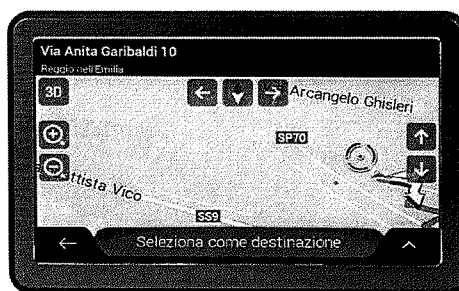 Via Anita Garibaldi 10
Reggio nell'Emilia
3D
Arcangelo Ghisleri
SP70
ttista Vico
SS9
Seleziona come destinazione